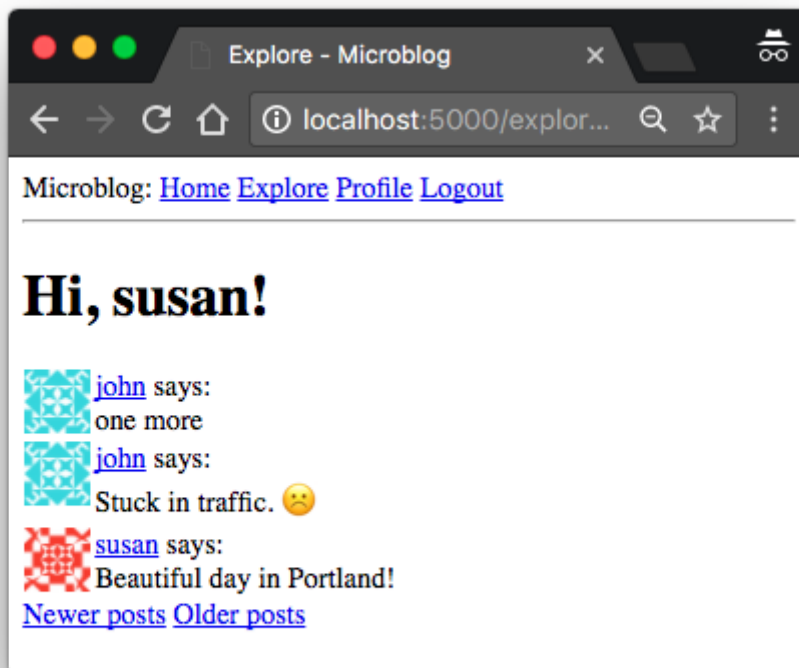 Explore - Microblog
localhost:5000/explor...
Microblog: Home Explore Profile Logout
Hi, susan!
john says:
one more
john says:
Stuck in traffic. ☹️
susan says:
Beautiful day in Portland!
Newer posts Older posts